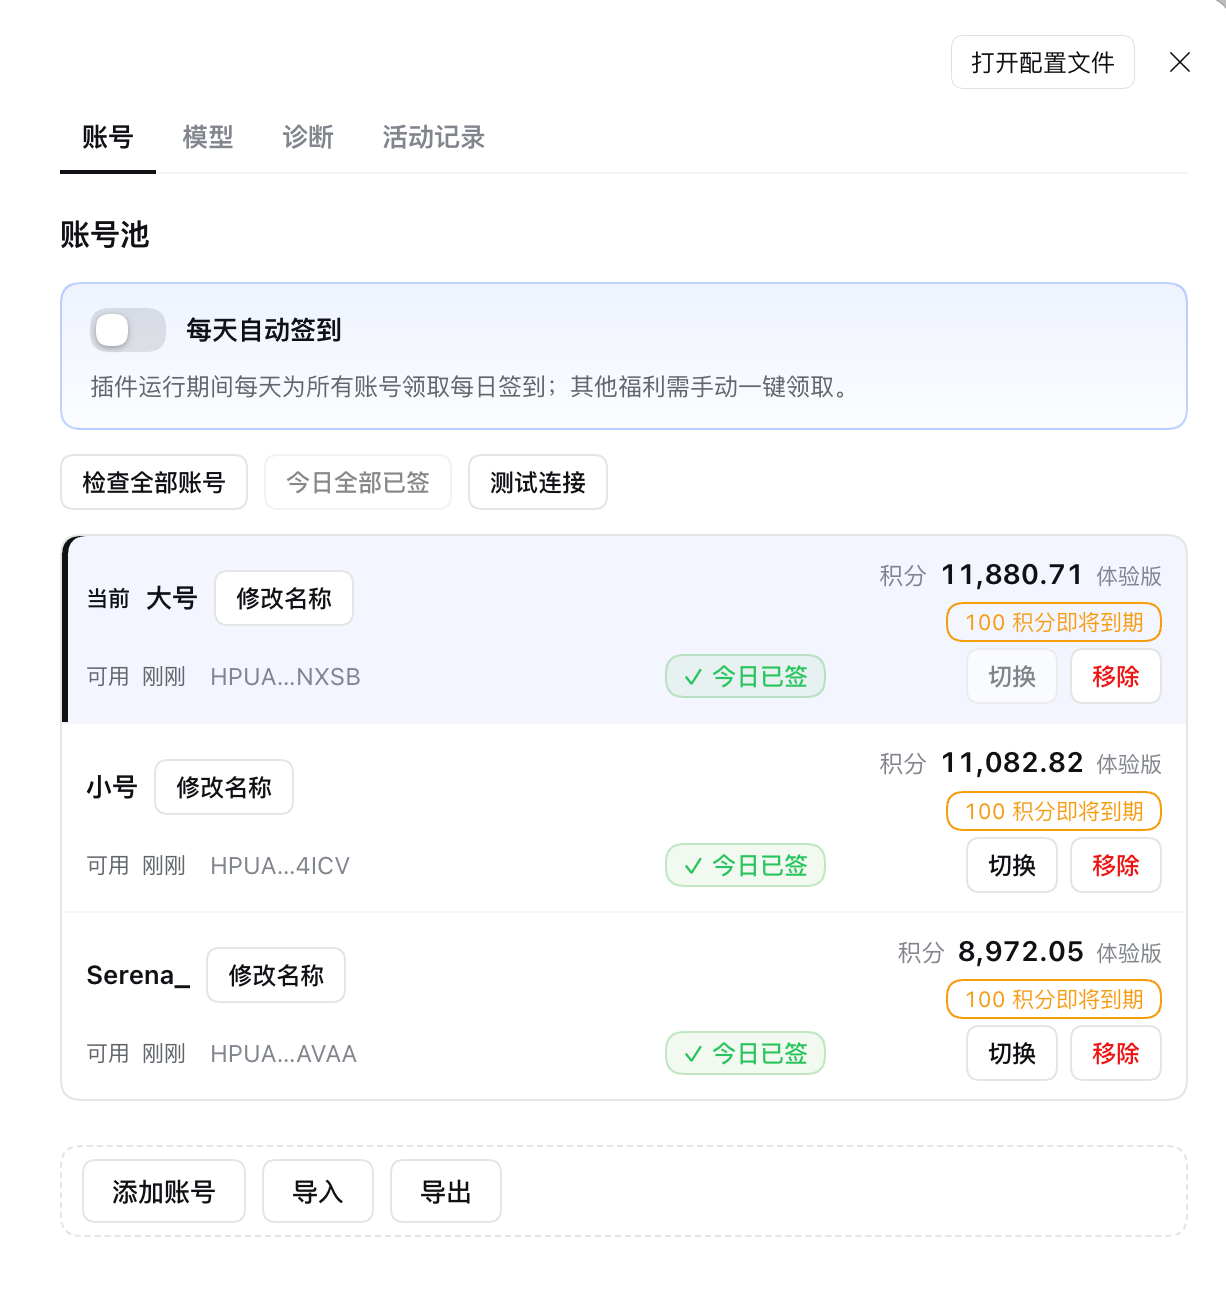 打开配置文件
账号 模型 诊断 活动记录
账号池
每天自动签到
插件运行期间每天为所有账号领取每日签到；其他福利需手动一键领取。
检查全部账号 今日全部已签 测试连接
当前 大号 修改名称 积分 11,880.71 体验版
100 积分即将到期
可用 刚刚 HPUA...NXSB ✓ 今日已签 切换 移除
小号 修改名称 积分 11,082.82 体验版
100 积分即将到期
可用 刚刚 HPUA...4ICV ✓ 今日已签 切换 移除
Serena_ 修改名称 积分 8,972.05 体验版
100 积分即将到期
可用 刚刚 HPUA...AVAA ✓ 今日已签 切换 移除
添加账号 导入 导出